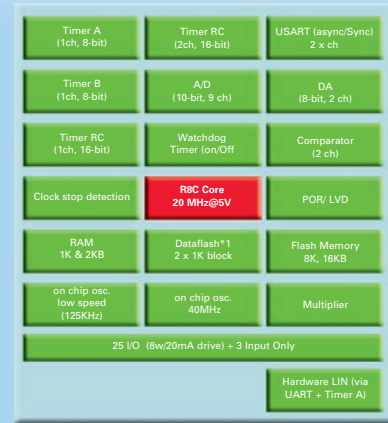 Timer A
(1ch, 8-bit)
Timer RC
(2ch, 16-bit)
USART (async/Sync)
2 x ch
Timer B
(1ch, 8-bit)
A/D
(10-bit, 9 ch)
DA
(8-bit, 2 ch)
Timer RC
(1ch, 16-bit)
Watchdog
Timer (on/Off
Comparator
(2 ch)
Clock stop detection
R8C Core
20 MHz@5V
POR/ LVD
RAM
1K & 2KB
Dataflash*1
2 x 1K block
Flash Memory
8K, 16KB
on chip osc.
low speed
(125KHz)
on chip osc.
40MHz
Multiplier
25 I/O (8w/20mA drive) + 3 Input Only
Hardware LIN (via
UART + Timer A)